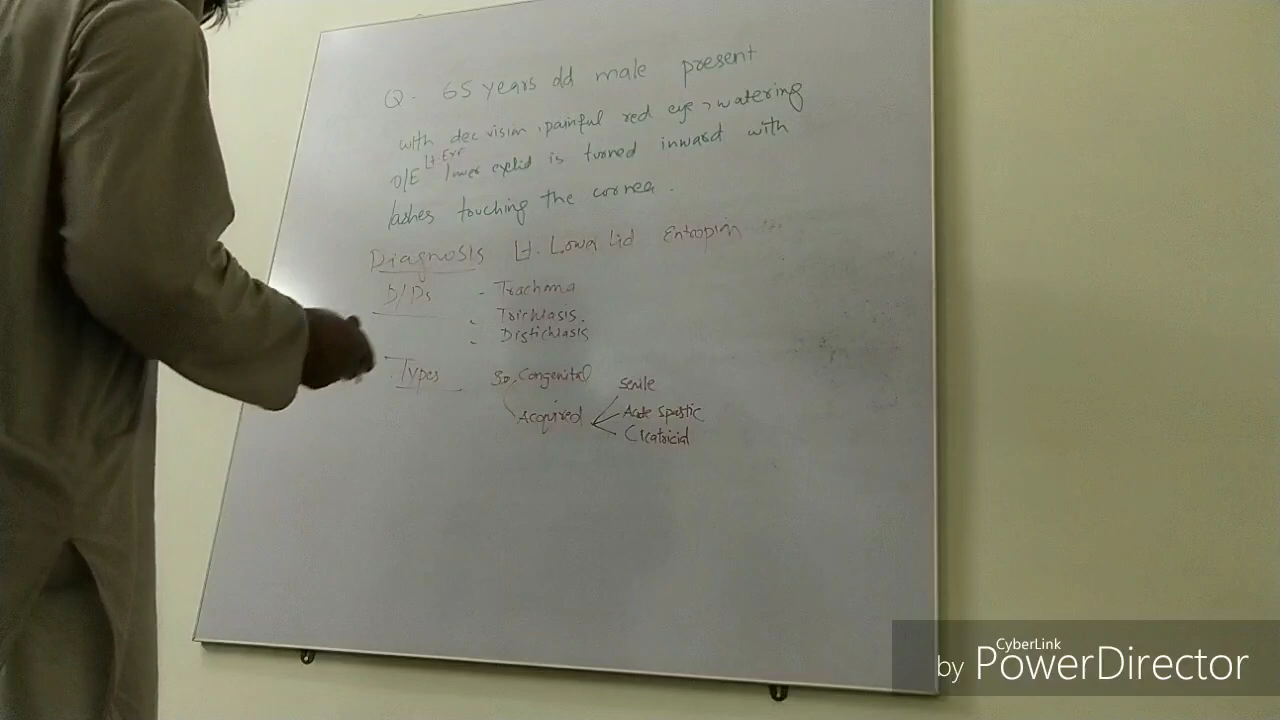 Q. 65 years old male present
with dec vision, painful red eye, watering
O/E Lt. Eye lower eyelid is turned inward with
lashes touching the cornea.
Diagnosis Lt. Lower Lid Entropion
D/Ds - Trachoma
- Trichiasis.
- Distichiasis
Types Congenital
Senile
Acquired Acute Spastic
Cicatricial
CyberLink
by PowerDirector